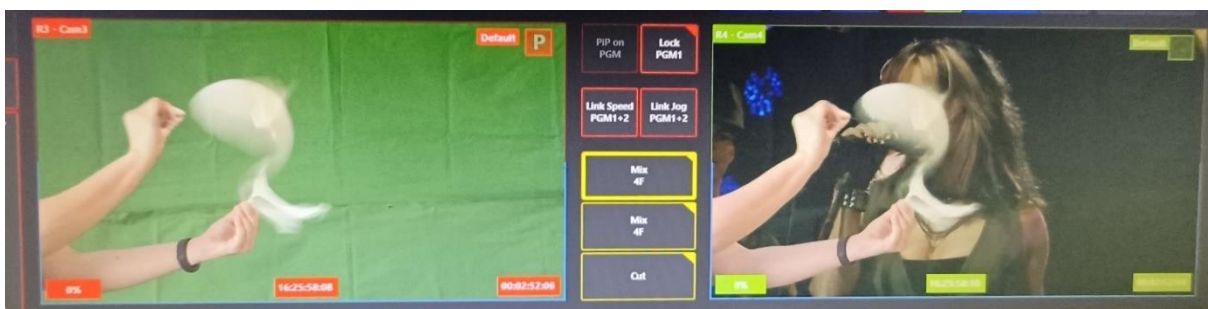 R3 - Cam3
Default
P
PiP on
PGM
Lock
PGM1
Link Speed
PGM1+2
Link Jog
PGM1+2
Mix
4F
Mix
4F
Cut
0%
16:25:58:08
00:02:52:06
R4 - Cam4
Default
0%